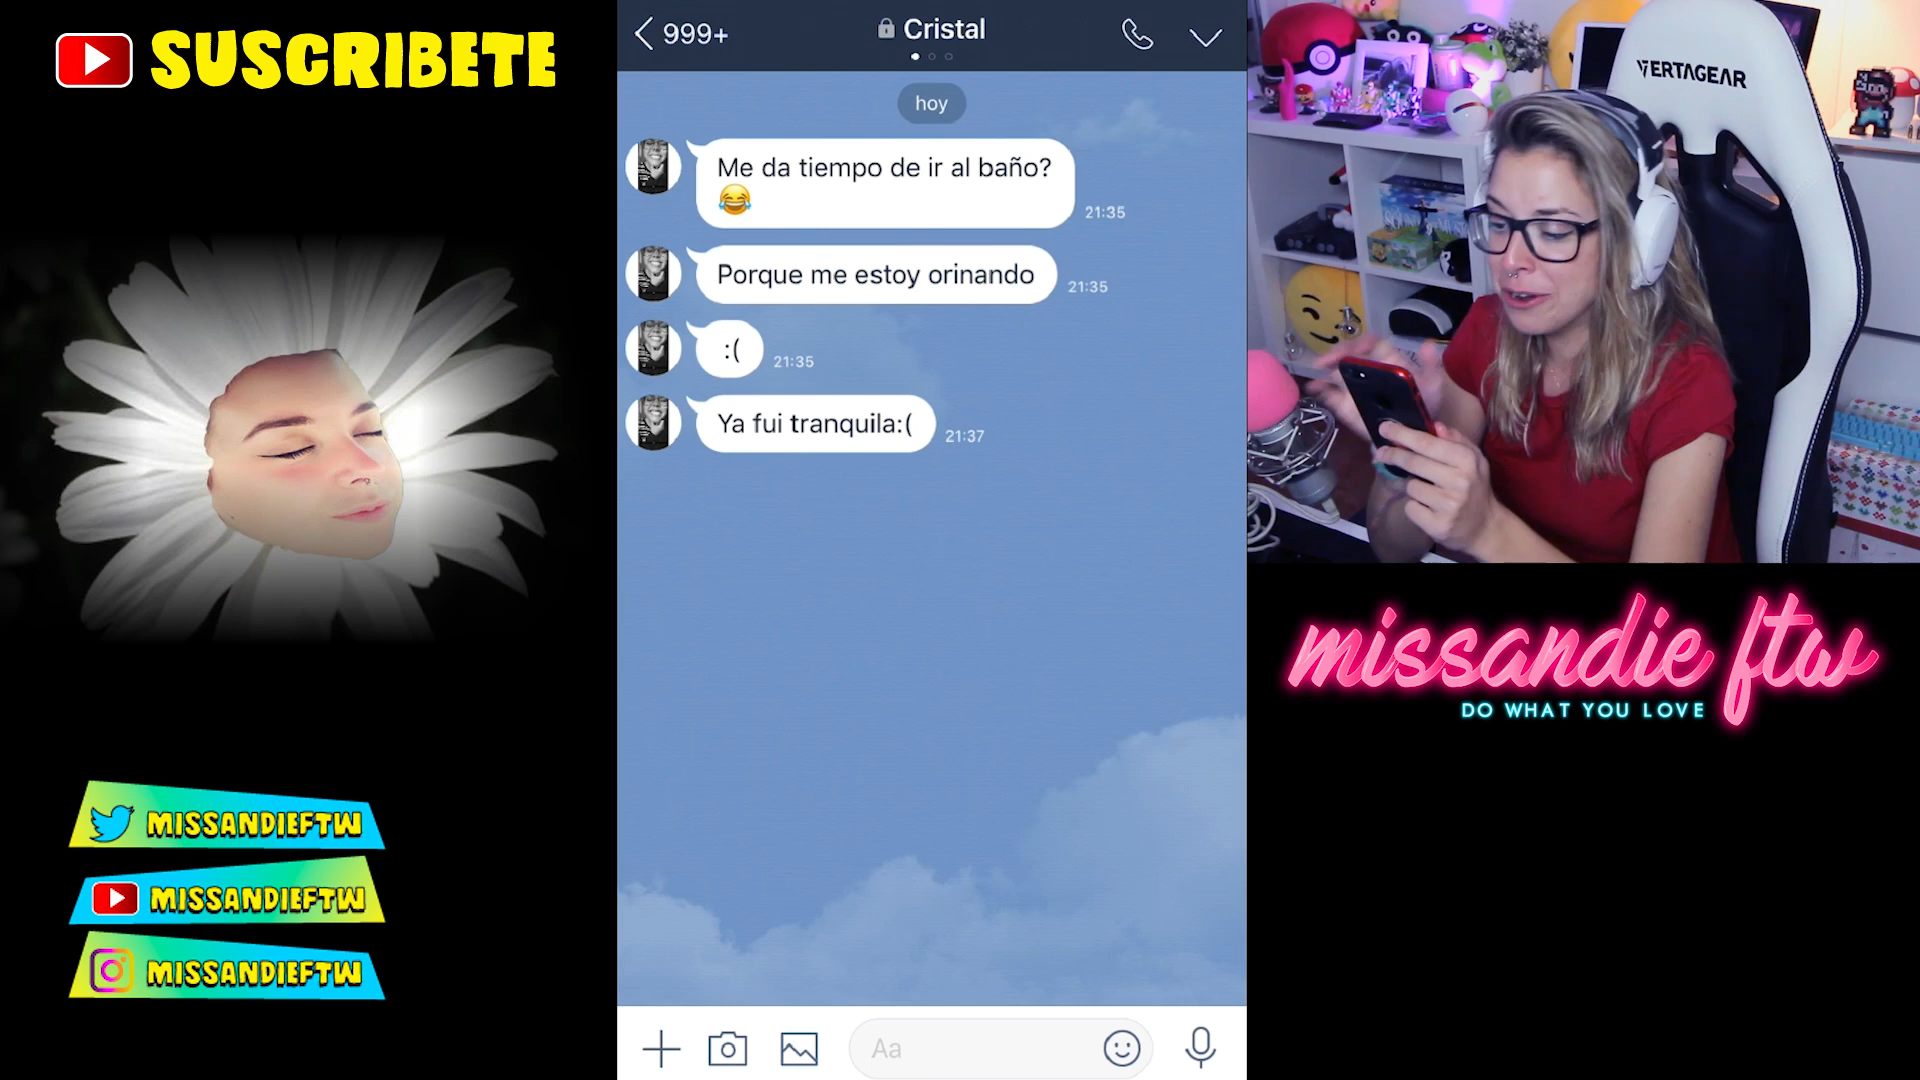 SUSCRIBETE
999+
Cristal
hoy
Me da tiempo de ir al baño?
😂
21:35
Porque me estoy orinando
21:35
:(
21:35
Ya fui tranquila:(
21:37
Aa
VERTAGEAR
missandie ftw
DO WHAT YOU LOVE
MISSANDIEFTW
MISSANDIEFTW
MISSANDIEFTW